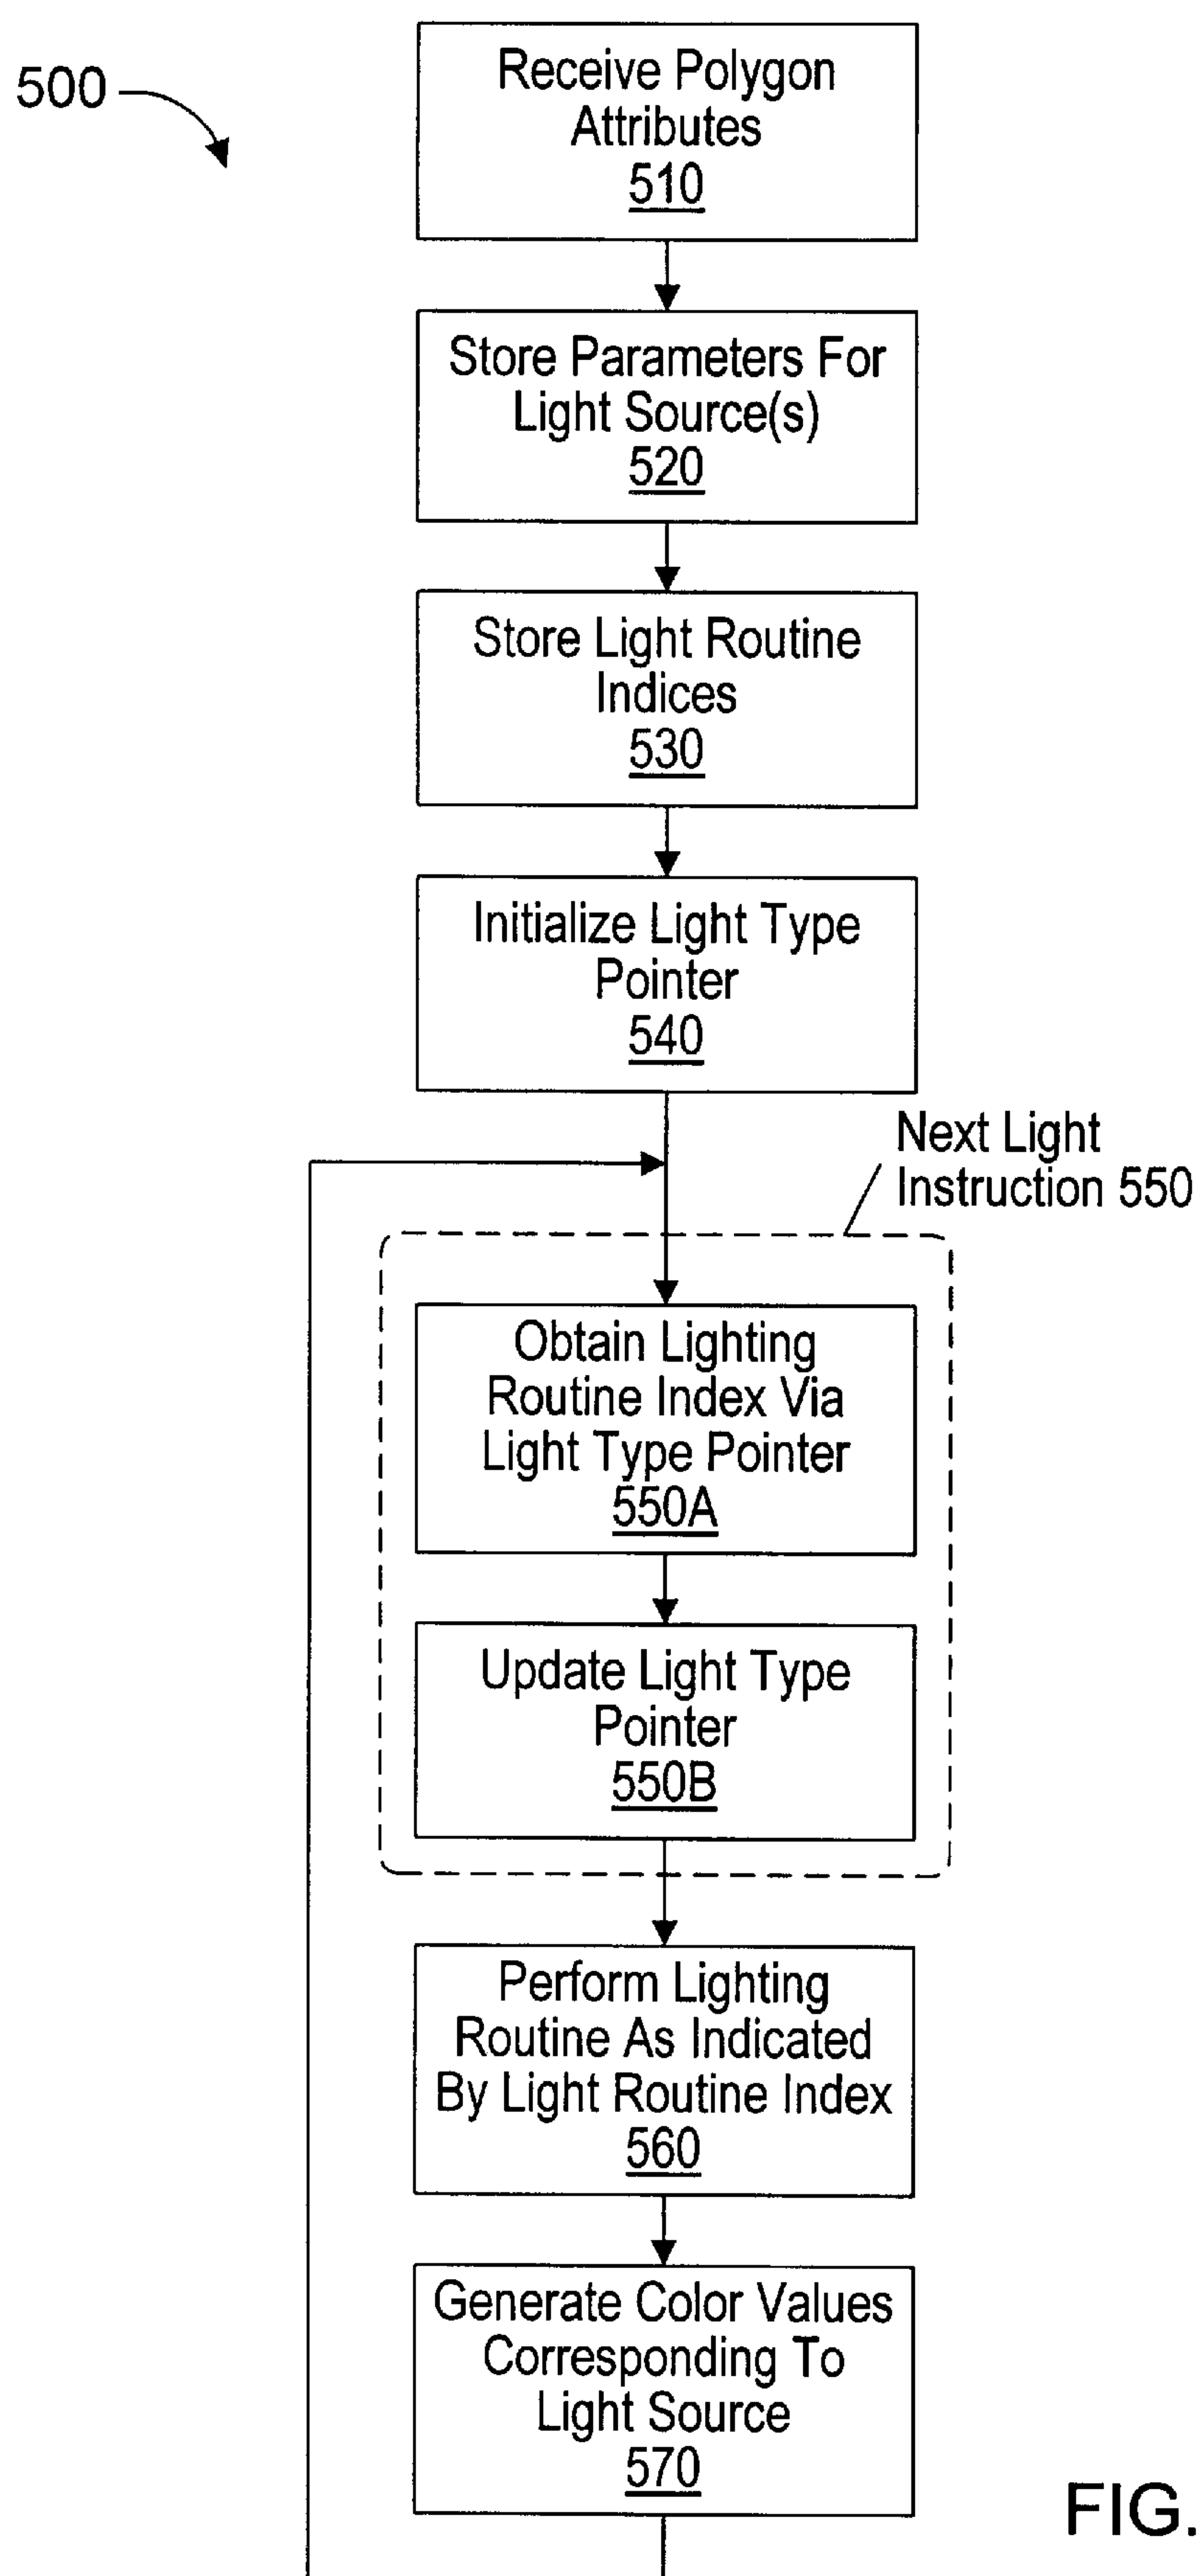 500
Receive Polygon
Attributes
510
Store Parameters For
Light Source(s)
520
Store Light Routine
Indices
530
Initialize Light Type
Pointer
540
Next Light
Instruction 550
Obtain Lighting
Routine Index Via
Light Type Pointer
550A
Update Light Type
Pointer
550B
Perform Lighting
Routine As Indicated
By Light Routine Index
560
Generate Color Values
Corresponding To
Light Source
570
FIG.